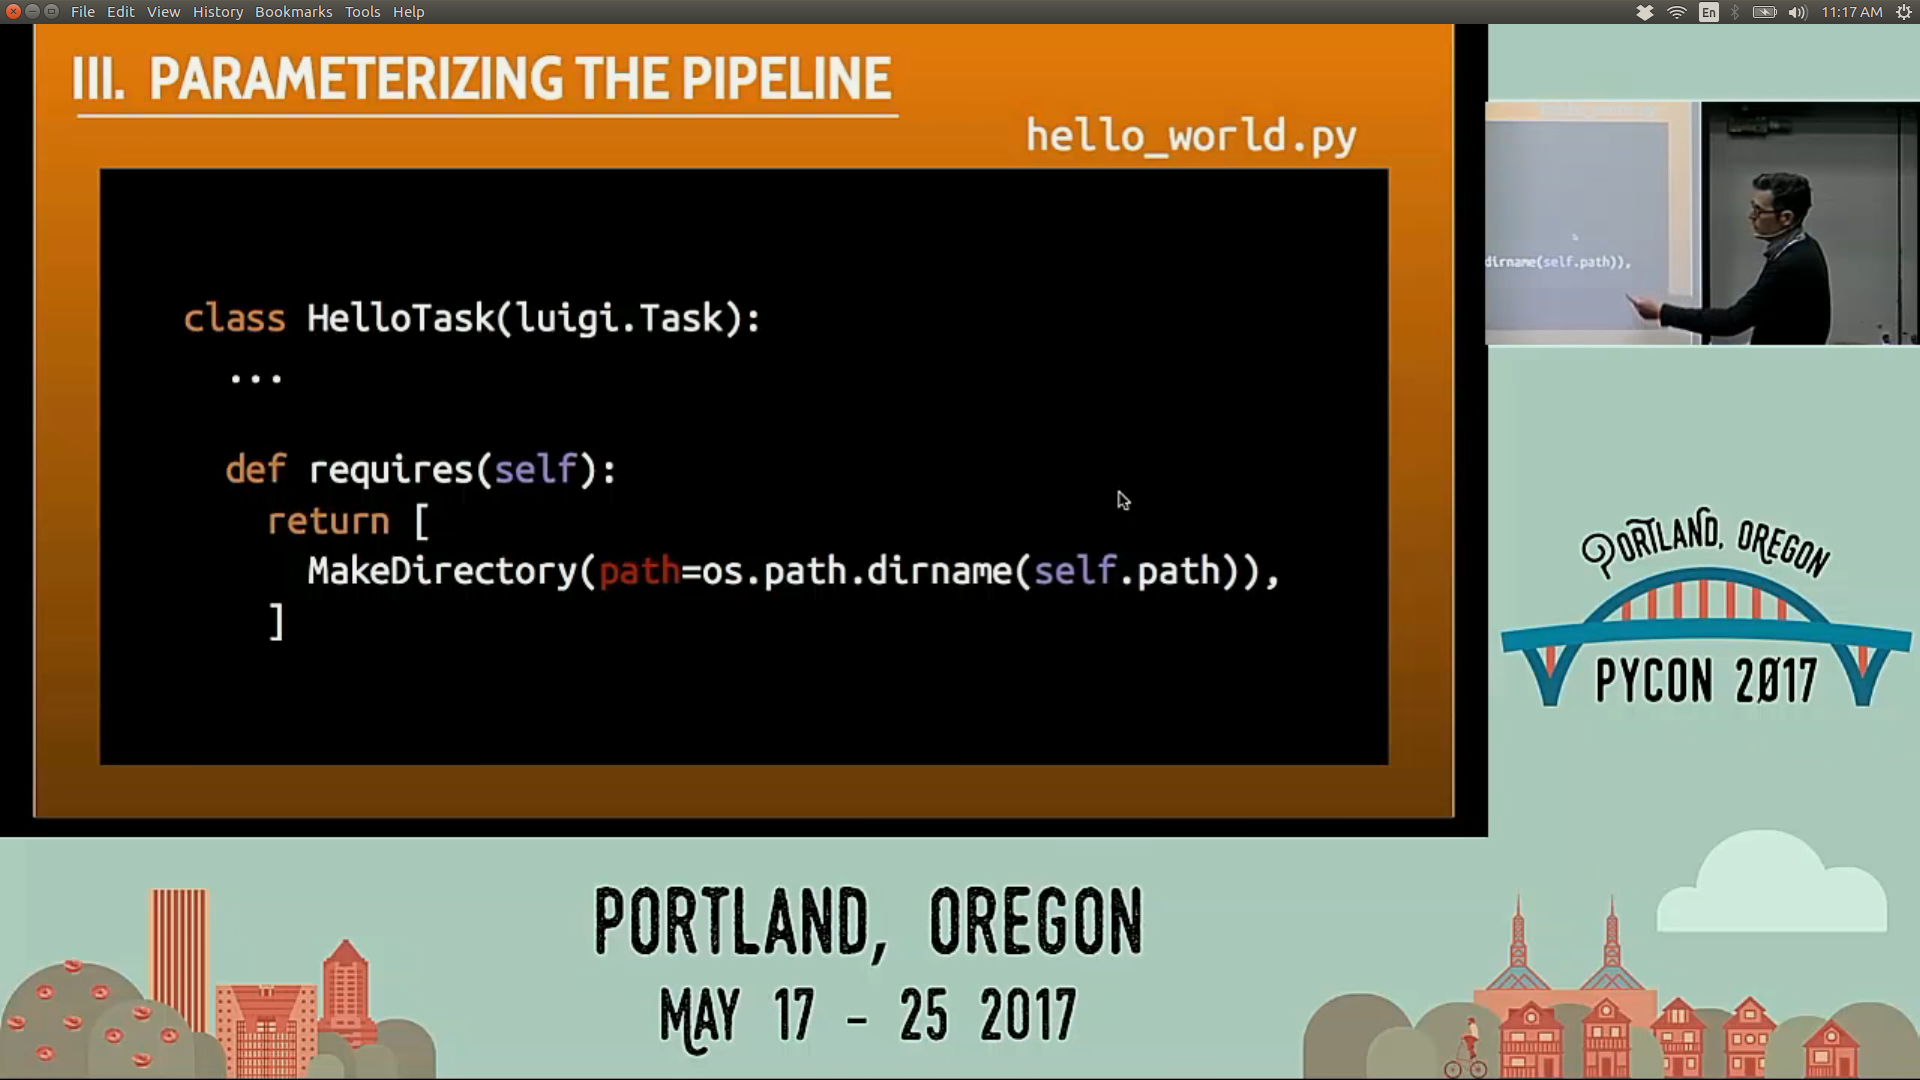 File Edit View History Bookmarks Tools Help
En
11:17 AM
III. PARAMETERIZING THE PIPELINE
hello_world.py
class HelloTask(luigi.Task):
...
def requires(self):
return [
MakeDirectory(path=os.path.dirname(self.path)),
]
dirname(self.path)),
PORTLAND, OREGON
PYCON 2017
PORTLAND, OREGON
MAY 17 - 25 2017